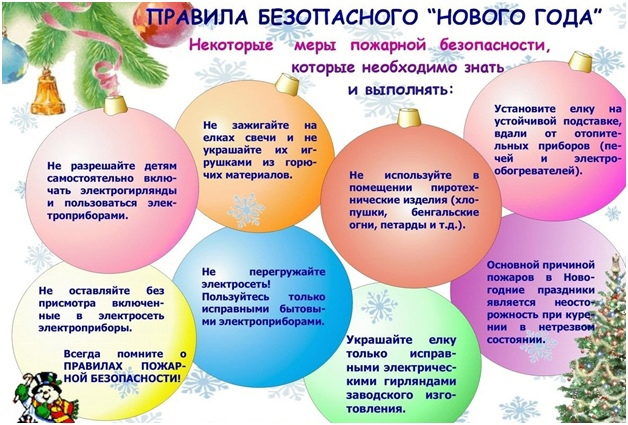 ПРАВИЛА БЕЗОПАСНОГО “НОВОГО ГОДА”
Некоторые меры пожарной безопасности,
которые необходимо знать
и выполнять:
Не разрешайте детям
самостоятельно вклю-
чать электрогирлянды
и пользоваться элек-
троприборами.
Не зажигайте на
елках свечи и не
украшайте их иг-
рушками из горю-
чих материалов.
Не используйте в
помещении пиротех-
нические изделия (хло-
пушки, бенгальские
огни, петарды и т.д.).
Установите елку на
устойчивой подставке,
вдали от отопи-
тельных приборов (пе-
чей и электро-
обогревателей).
Не оставляйте без
присмотра включен-
ные в электросеть
электроприборы.
Всегда помните о
ПРАВИЛАХ ПОЖАР-
НОЙ БЕЗОПАСНОСТИ!
Не перегружайте
электросеть!
Пользуйтесь только
исправными бытовы-
ми электроприборами.
Украшайте елку
только исправ-
ными электричес-
кими гирляндами
заводского изго-
товления.
Основной причиной
пожаров в Ново-
годние праздники
является неосто-
рожность при куре-
нии в нетрезвом
состоянии.